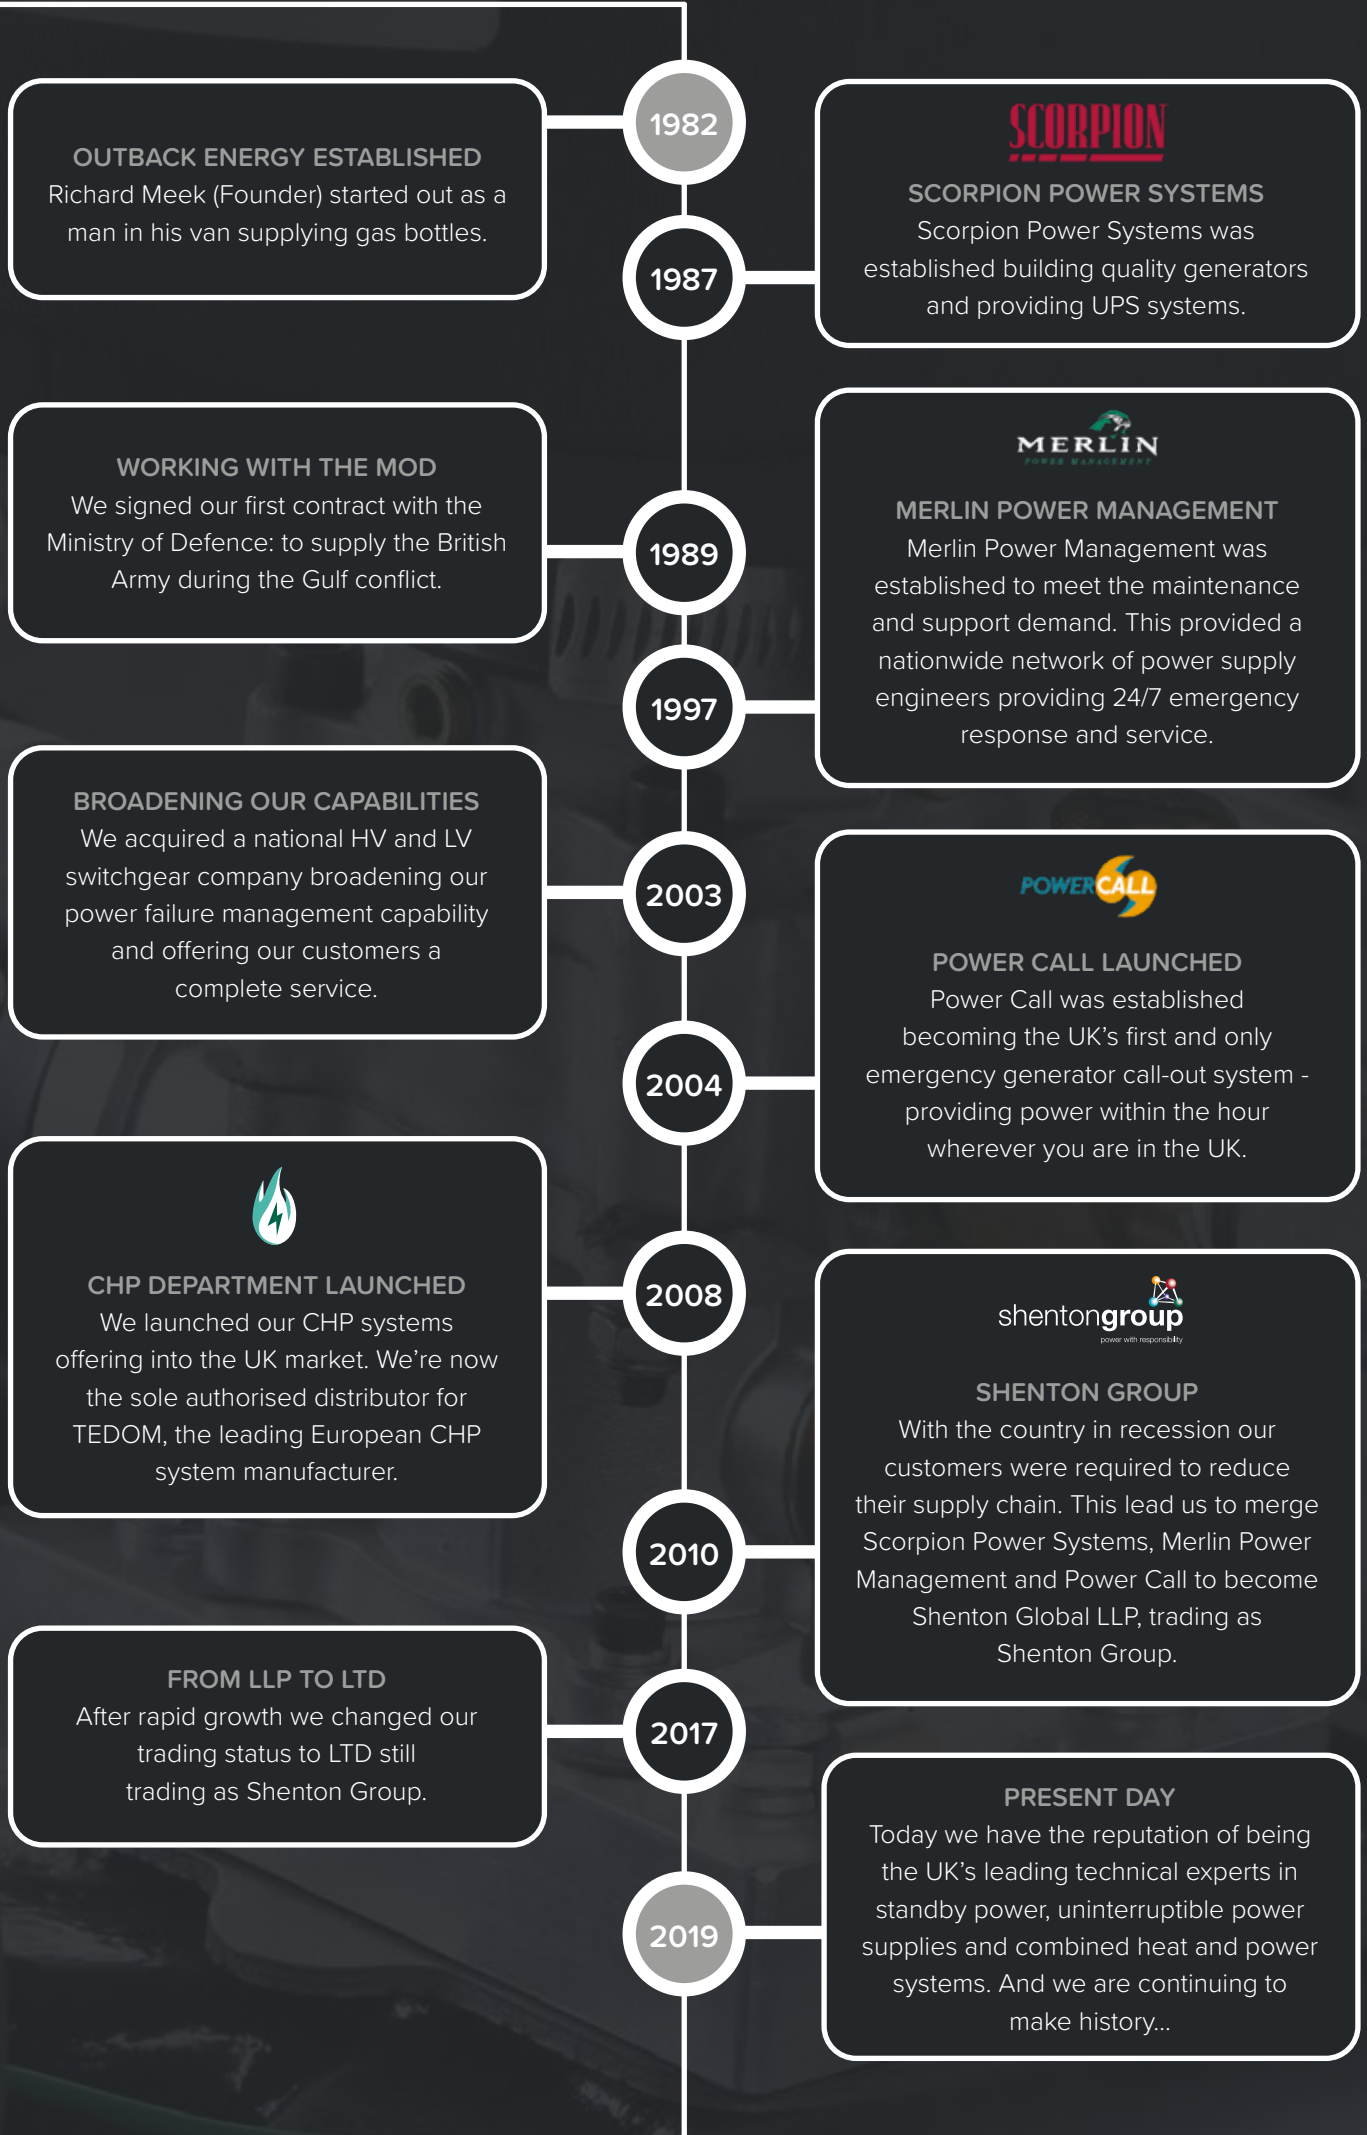 1982
OUTBACK ENERGY ESTABLISHED
Richard Meek (Founder) started out as a
man in his van supplying gas bottles.
1987
SCORPION
SCORPION POWER SYSTEMS
Scorpion Power Systems was
established building quality generators
and providing UPS systems.
1989
WORKING WITH THE MOD
We signed our first contract with the
Ministry of Defence: to supply the British
Army during the Gulf conflict.
1997
MERLIN
POWER MANAGEMENT
MERLIN POWER MANAGEMENT
Merlin Power Management was
established to meet the maintenance
and support demand. This provided a
nationwide network of power supply
engineers providing 24/7 emergency
response and service.
2003
BROADENING OUR CAPABILITIES
We acquired a national HV and LV
switchgear company broadening our
power failure management capability
and offering our customers a
complete service.
2004
POWERCALL
POWER CALL LAUNCHED
Power Call was established
becoming the UK’s first and only
emergency generator call-out system -
providing power within the hour
wherever you are in the UK.
2008
CHP DEPARTMENT LAUNCHED
We launched our CHP systems
offering into the UK market. We’re now
the sole authorised distributor for
TEDOM, the leading European CHP
system manufacturer.
2010
shentongroup
power with responsibility
SHENTON GROUP
With the country in recession our
customers were required to reduce
their supply chain. This lead us to merge
Scorpion Power Systems, Merlin Power
Management and Power Call to become
Shenton Global LLP, trading as
Shenton Group.
2017
FROM LLP TO LTD
After rapid growth we changed our
trading status to LTD still
trading as Shenton Group.
2019
PRESENT DAY
Today we have the reputation of being
the UK’s leading technical experts in
standby power, uninterruptible power
supplies and combined heat and power
systems. And we are continuing to
make history...